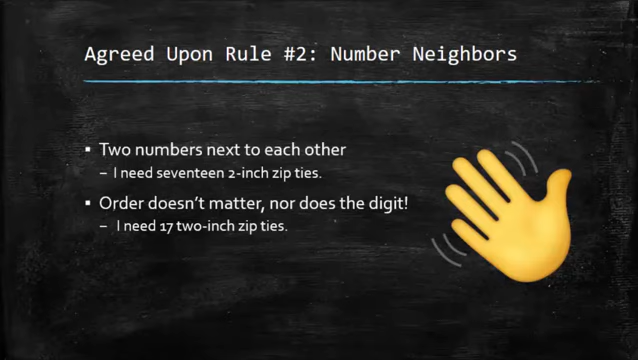 Agreed Upon Rule #2: Number Neighbors
▪ Two numbers next to each other
– I need seventeen 2-inch zip ties.
▪ Order doesn’t matter, nor does the digit!
– I need 17 two-inch zip ties.